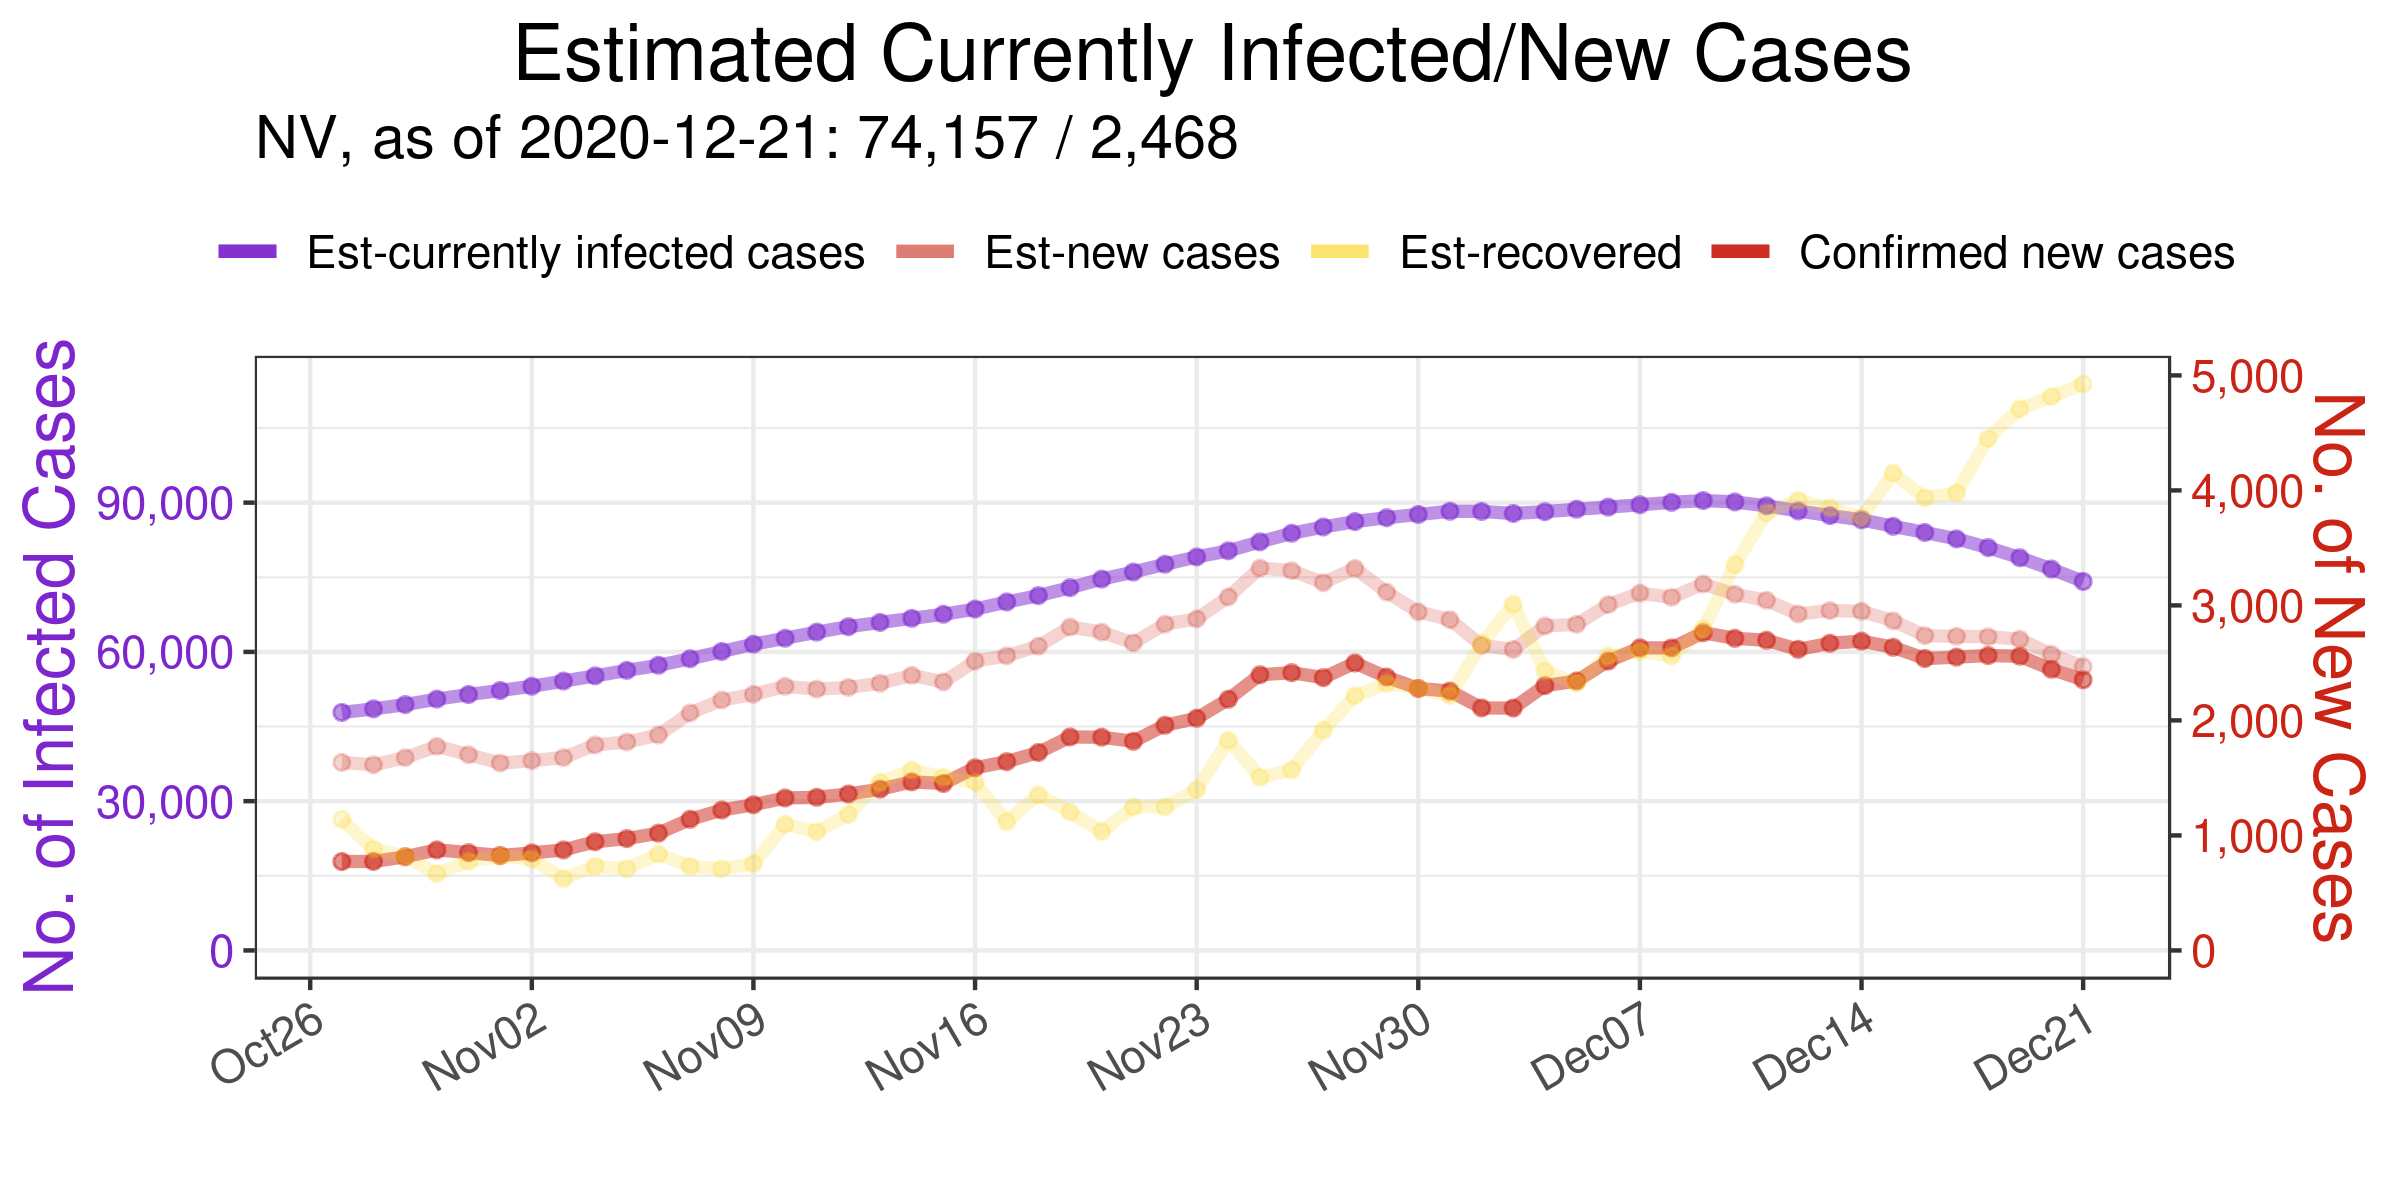 Estimated Currently Infected/New Cases
NV, as of 2020-12-21: 74,157 / 2,468
Est-currently infected cases Est-new cases Est-recovered Confirmed new cases
No. of Infected Cases
90,000
60,000
30,000
0
5,000
4,000
3,000
2,000
1,000
0
No. of New Cases
Oct26 Nov02 Nov09 Nov16 Nov23 Nov30 Dec07 Dec14 Dec21